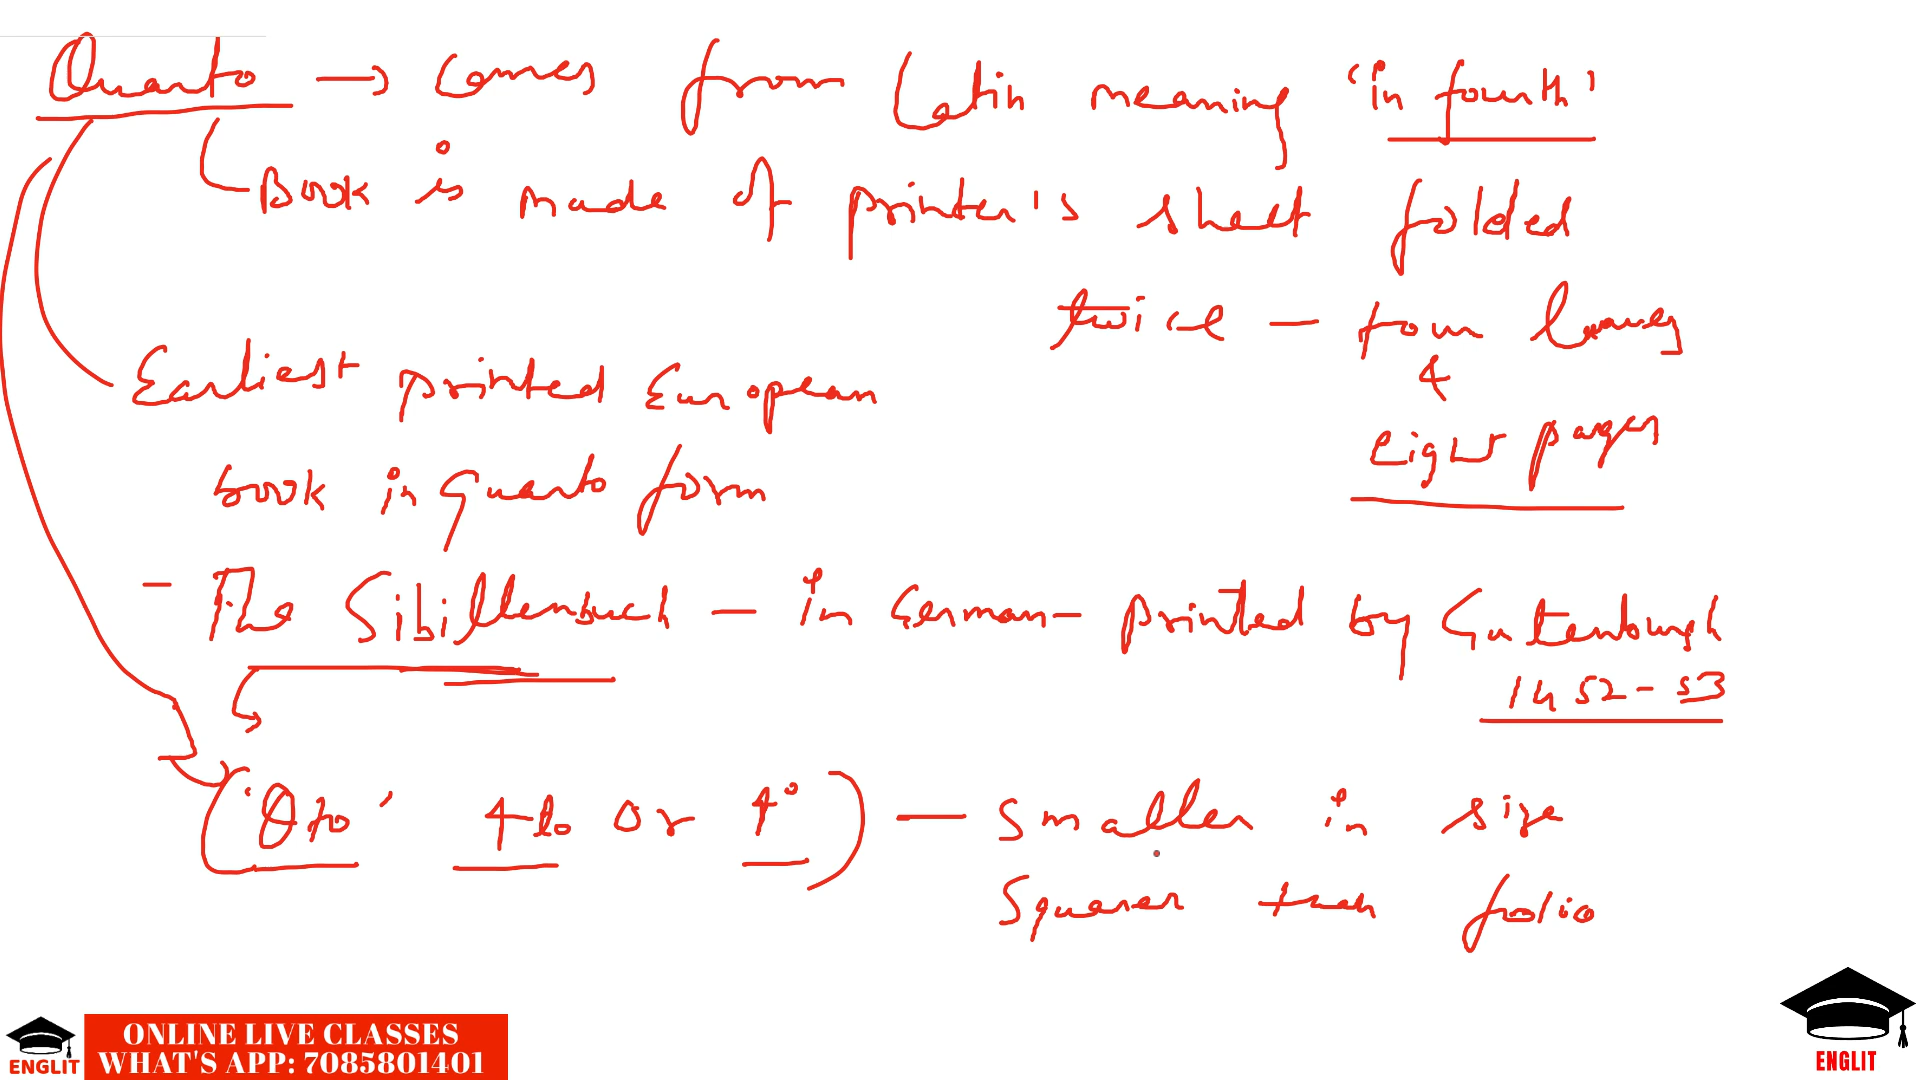 Quarto → comes from Latin meaning 'in fourth'
Book is made of printer's sheet folded
twice — four leaves
&
eight pages
Earliest printed European
book in quarto form
- The Sibillenbuch — in German — printed by Gutenburgh
1452-53
('Qto' 4to or 4°) — Smaller in size
Squarer than folio
ONLINE LIVE CLASSES
WHAT'S APP: 7085801401
ENGLIT
ENGLIT